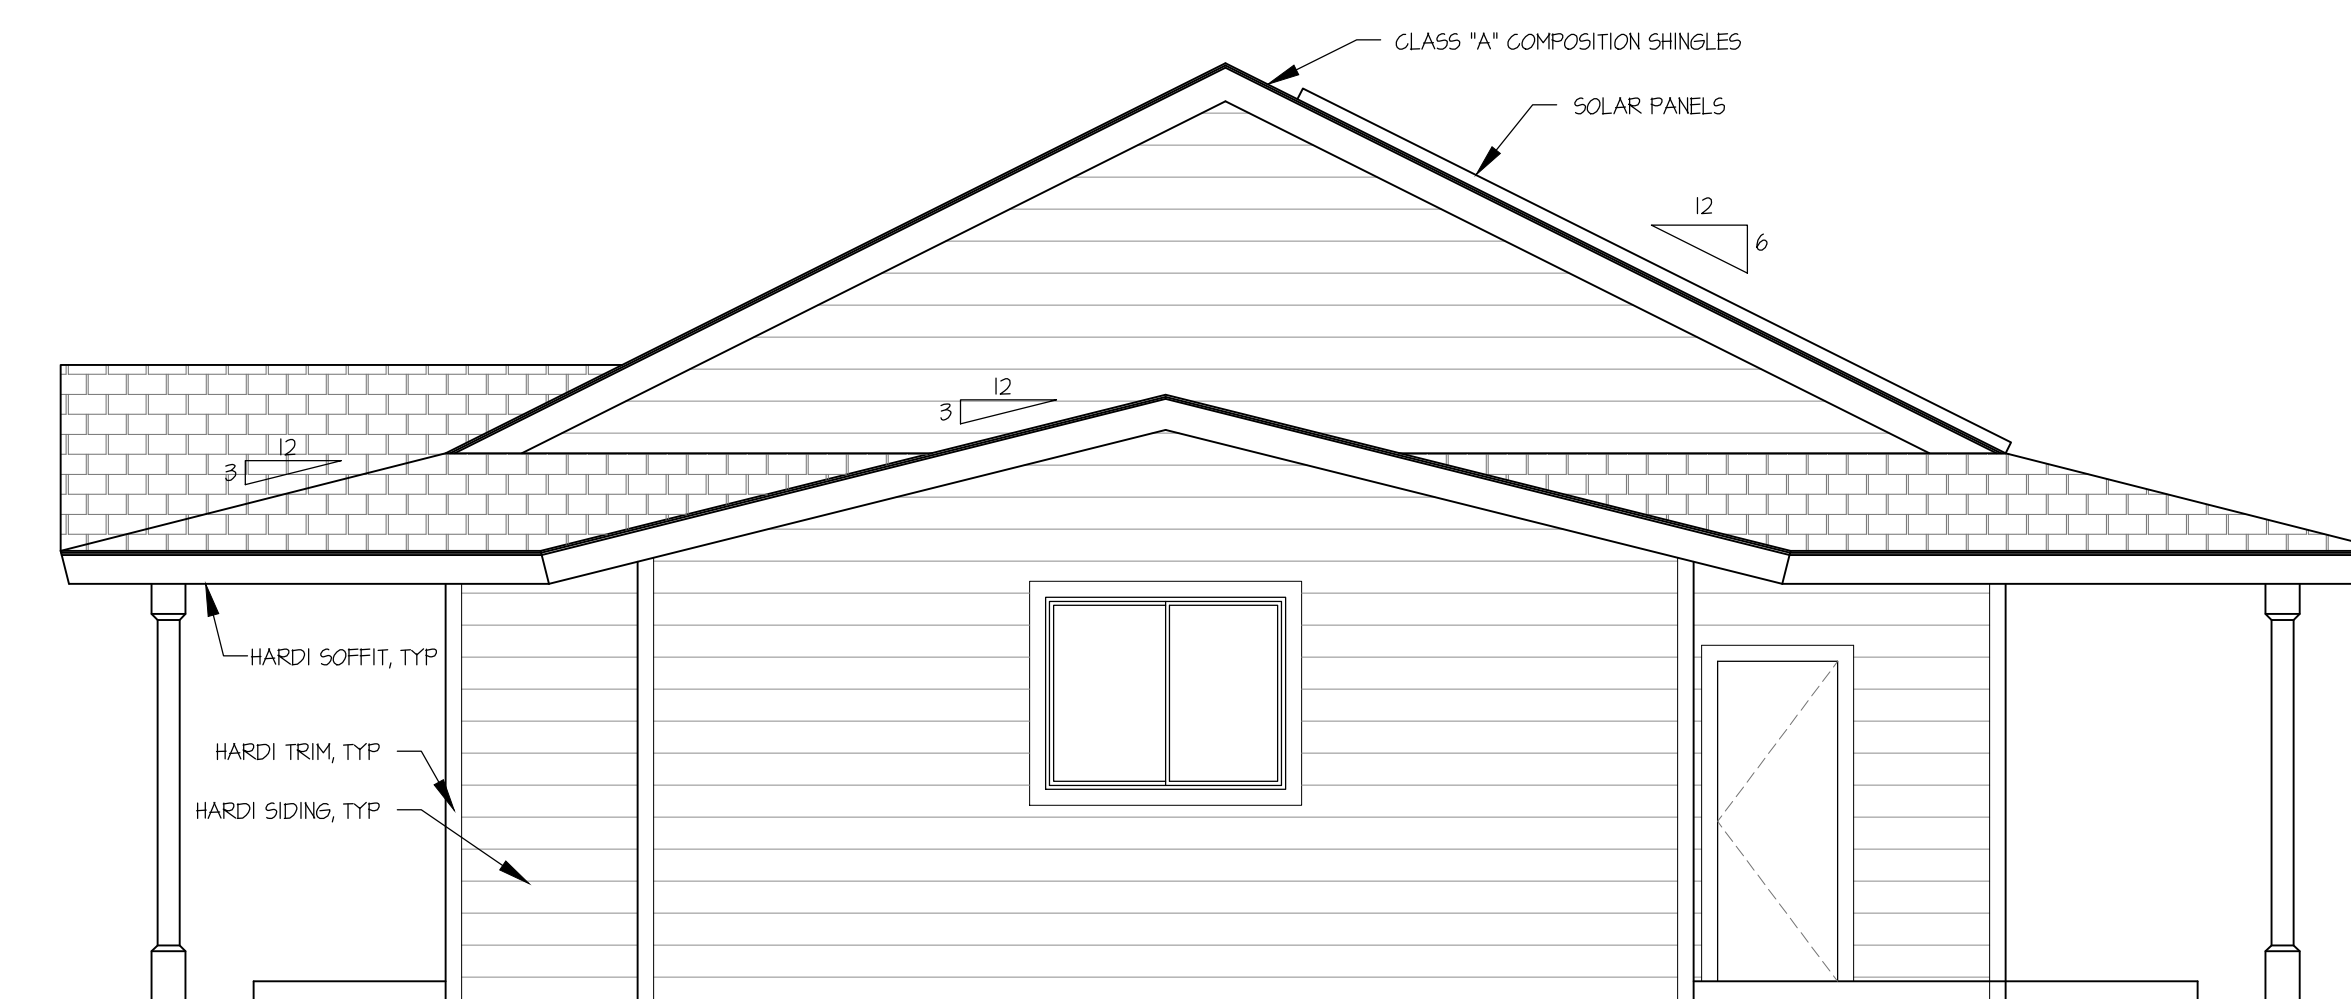 CLASS "A" COMPOSITION SHINGLES
SOLAR PANELS
12
6
12
3
12
3
HARDI SOFFIT, TYP
HARDI TRIM, TYP
HARDI SIDING, TYP